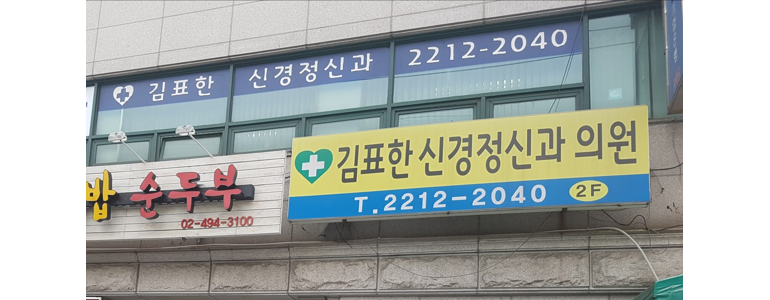 김표한 신경정신과 2212-2040
김표한 신경정신과 의원
T.2212-2040 2F
밥 순두부
02-494-3100